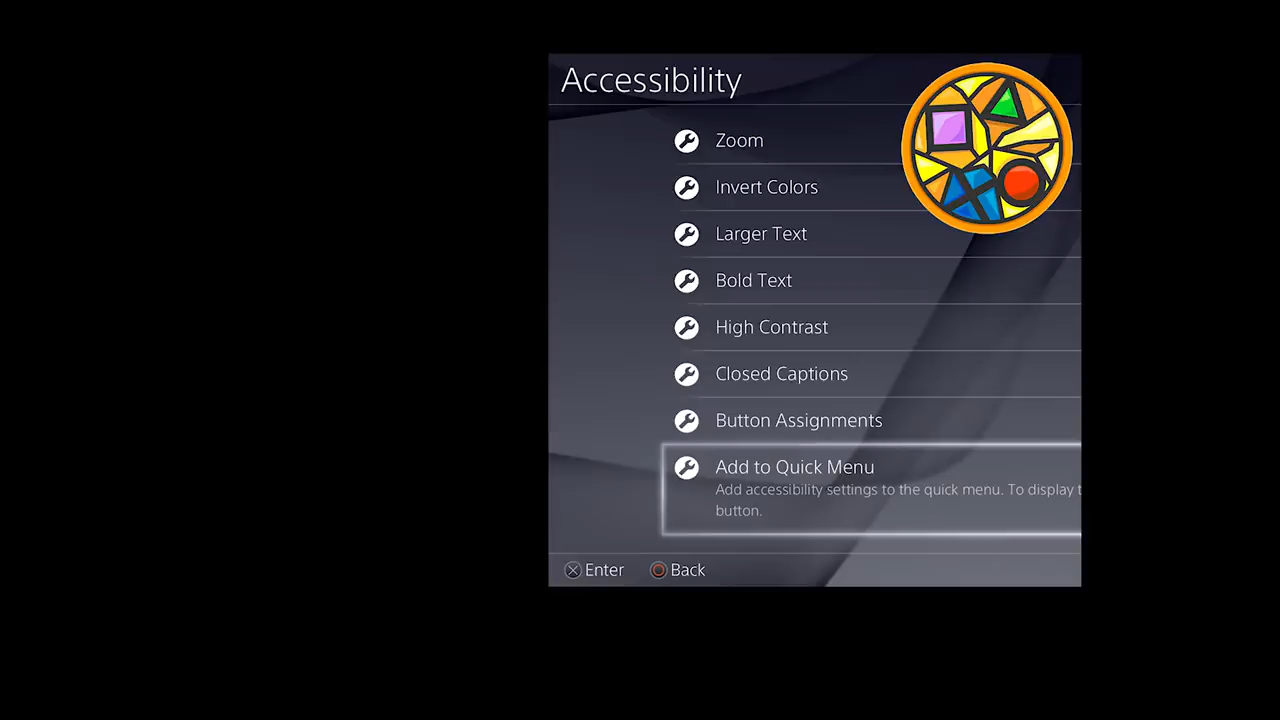 Accessibility
Zoom
Invert Colors
Larger Text
Bold Text
High Contrast
Closed Captions
Button Assignments
Add to Quick Menu
Add accessibility settings to the quick menu. To display
button.
Enter Back